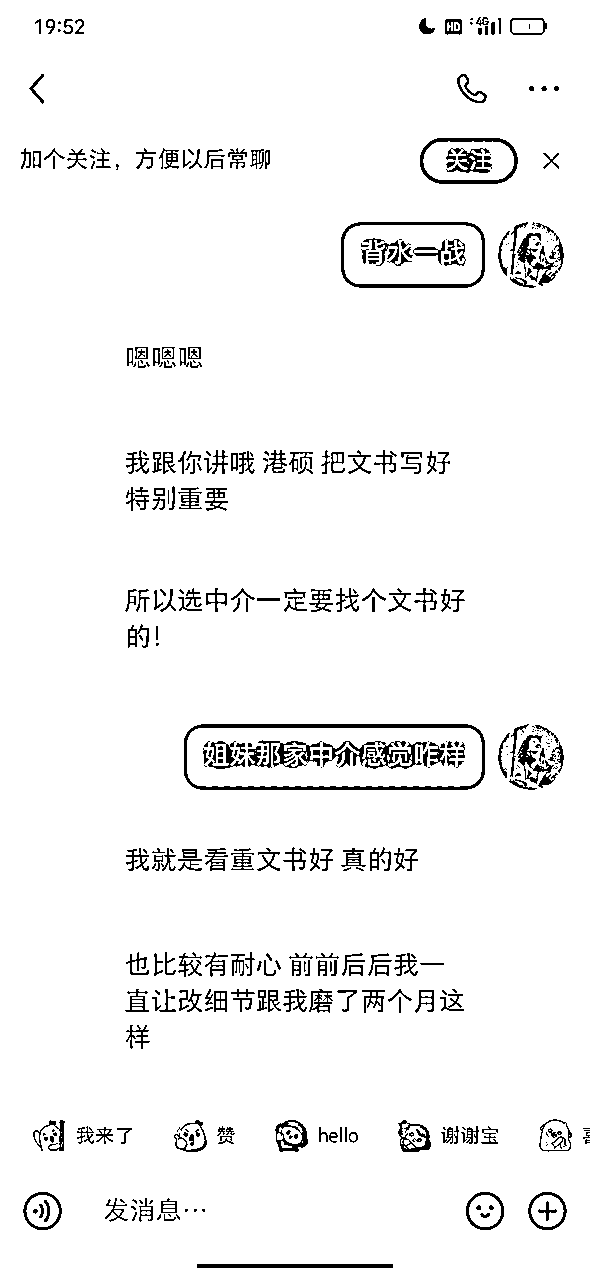 19:52
HD 4G
加个关注，方便以后常聊
关注
背水一战
嗯嗯嗯
我跟你讲哦 港硕 把文书写好
特别重要
所以选中介一定要找个文书好
的！
姐妹那家中介感觉咋样
我就是看重文书好 真的好
也比较有耐心 前前后后我一
直让改细节跟我磨了两个月这
样
我来了
赞
hello
谢谢宝
发消息…